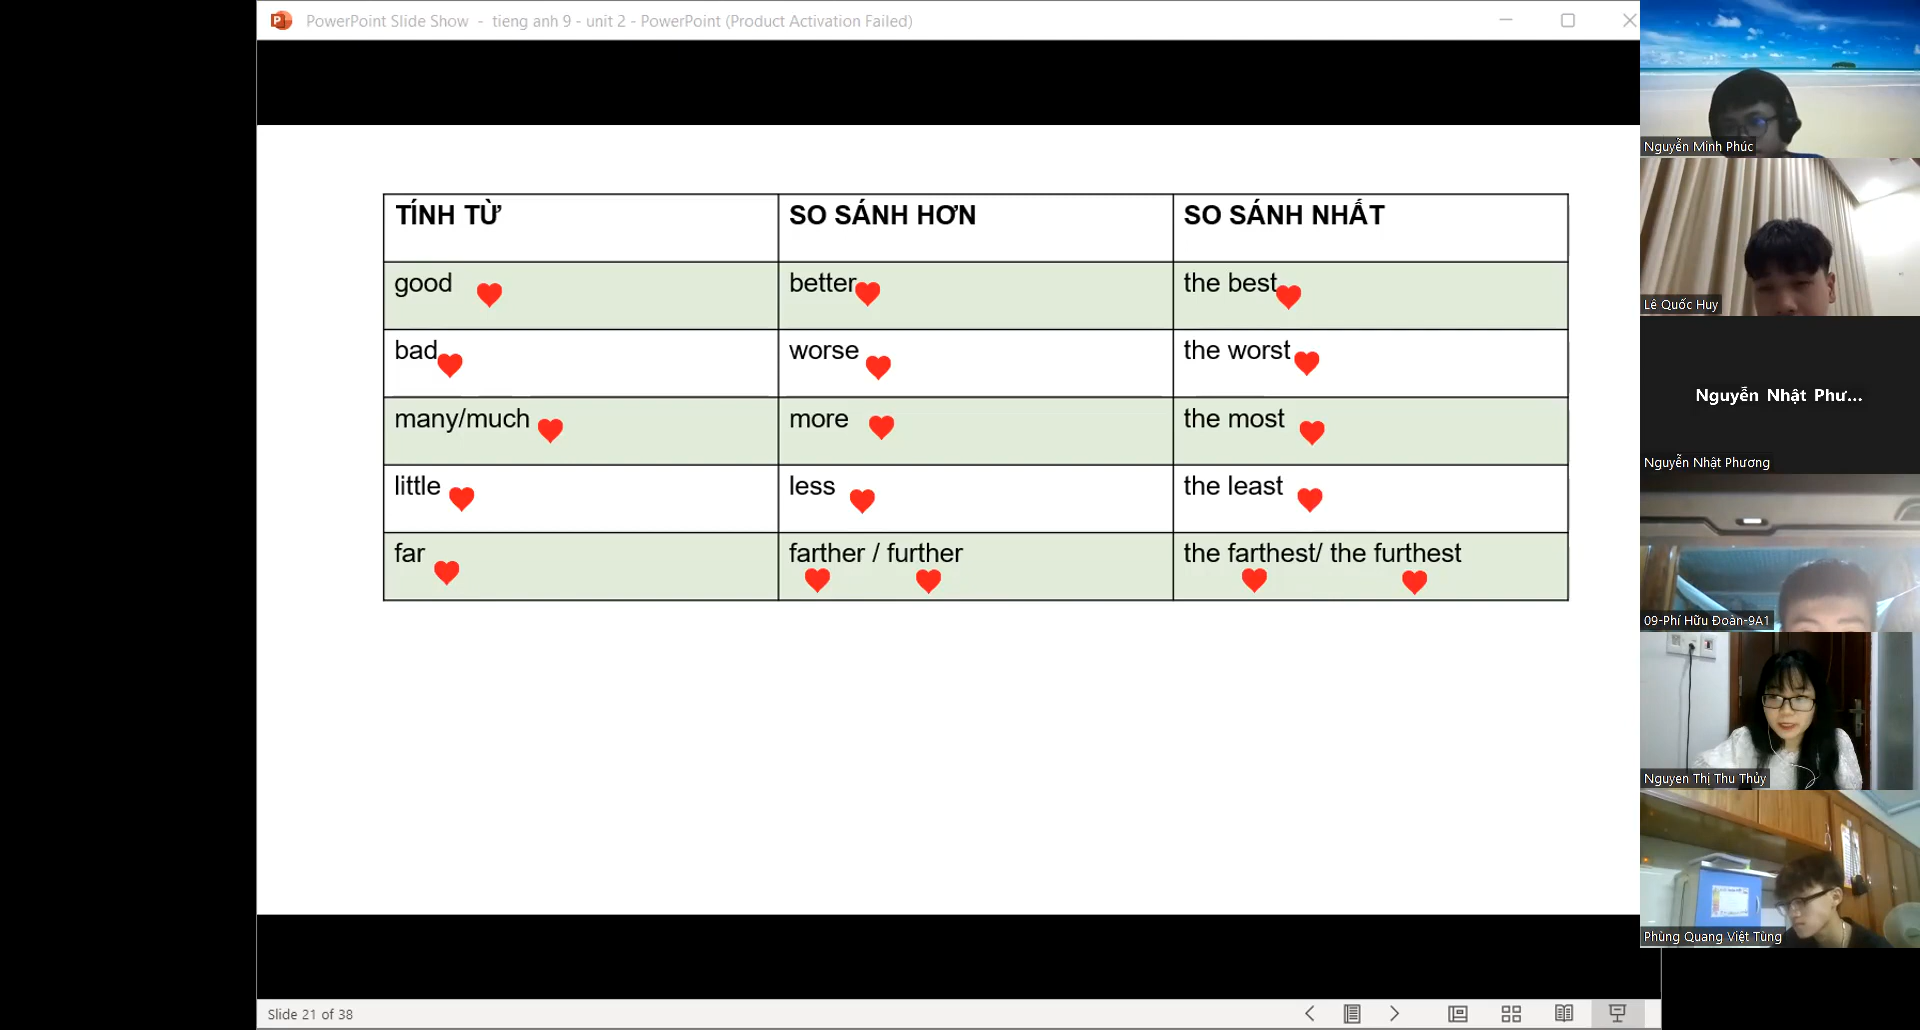 PowerPoint Slide Show - tieng anh 9 - unit 2 - PowerPoint (Product Activation Failed)
TÍNH TỪ SO SÁNH HƠN SO SÁNH NHẤT
good better the best
bad worse the worst
many/much more the most
little less the least
far farther / further the farthest/ the furthest
Nguyễn Minh Phúc
Lê Quốc Huy
Nguyễn Nhật Phư...
Nguyễn Nhật Phương
09-Phí Hữu Đoàn-9A1
Nguyen Thị Thu Thủy
Phùng Quang Việt Tùng
Slide 21 of 38